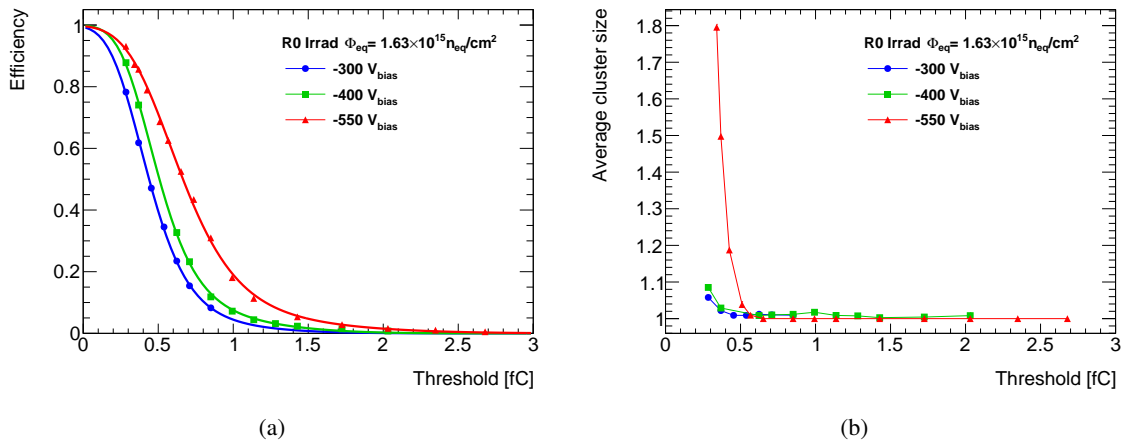 Efficiency
1
0.8
0.6
0.4
0.2
0
R0 Irrad Φeq= 1.63×10¹⁵neq/cm²
-300 Vbias
-400 Vbias
-550 Vbias
0 0.5 1 1.5 2 2.5 3
Threshold [fC]
(a)
Average cluster size
1.8
1.7
1.6
1.5
1.4
1.3
1.2
1.1
1
R0 Irrad Φeq= 1.63×10¹⁵neq/cm²
-300 Vbias
-400 Vbias
-550 Vbias
0 0.5 1 1.5 2 2.5 3
Threshold [fC]
(b)